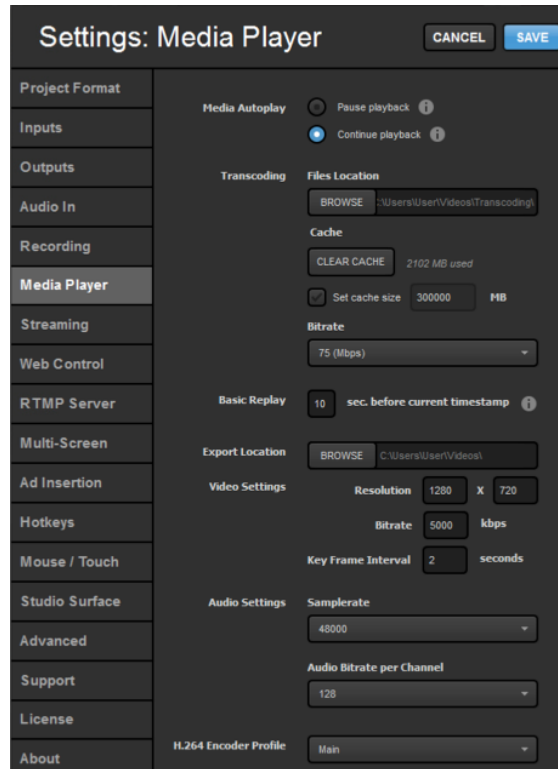 Settings: Media Player
CANCEL
SAVE
Project Format
Inputs
Outputs
Audio In
Recording
Media Player
Streaming
Web Control
RTMP Server
Multi-Screen
Ad Insertion
Hotkeys
Mouse / Touch
Studio Surface
Advanced
Support
License
About
Media Autoplay
Pause playback
Continue playback
Transcoding
Files Location
BROWSE :\Users\User\Videos\Transcoding\
Cache
CLEAR CACHE 2102 MB used
Set cache size 300000 MB
Bitrate
75 (Mbps)
Basic Replay 10 sec. before current timestamp
Export Location BROWSE C:\Users\User\Videos\
Video Settings Resolution 1280 X 720
Bitrate 5000 kbps
Key Frame Interval 2 seconds
Audio Settings Samplerate
48000
Audio Bitrate per Channel
128
H.264 Encoder Profile Main